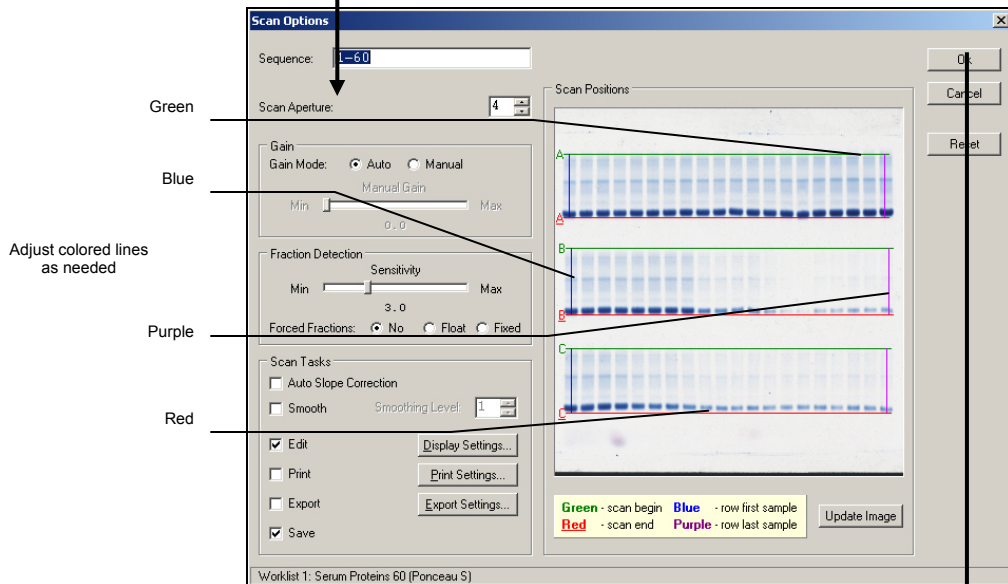 Scan Options
Sequence: 1-60
Ok
Cancel
Reset
Green
Blue
Adjust colored lines
as needed
Purple
Red
Scan Aperture: 4
Gain
Gain Mode: Auto Manual
Manual Gain
Min Max
0.0
Fraction Detection
Sensitivity
Min Max
3.0
Forced Fractions: No Float Fixed
Scan Tasks
Auto Slope Correction
Smooth Smoothing Level: 1
Edit Display Settings...
Print Print Settings...
Export Export Settings...
Save
Scan Positions
A
A
B
B
C
C
Green - scan begin Blue - row first sample
Red - scan end Purple - row last sample
Update Image
Worklist 1: Serum Proteins 60 (Ponceau S)